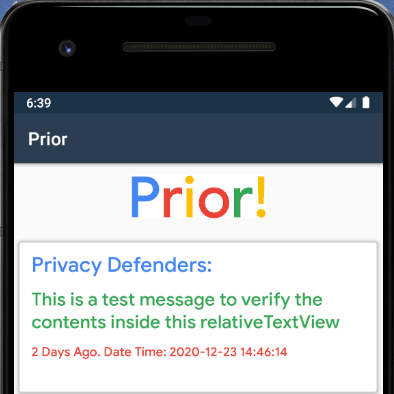 6:39
Prior
Prior!
Privacy Defenders:
This is a test message to verify the
contents inside this relativeTextView
2 Days Ago. Date Time: 2020-12-23 14:46:14